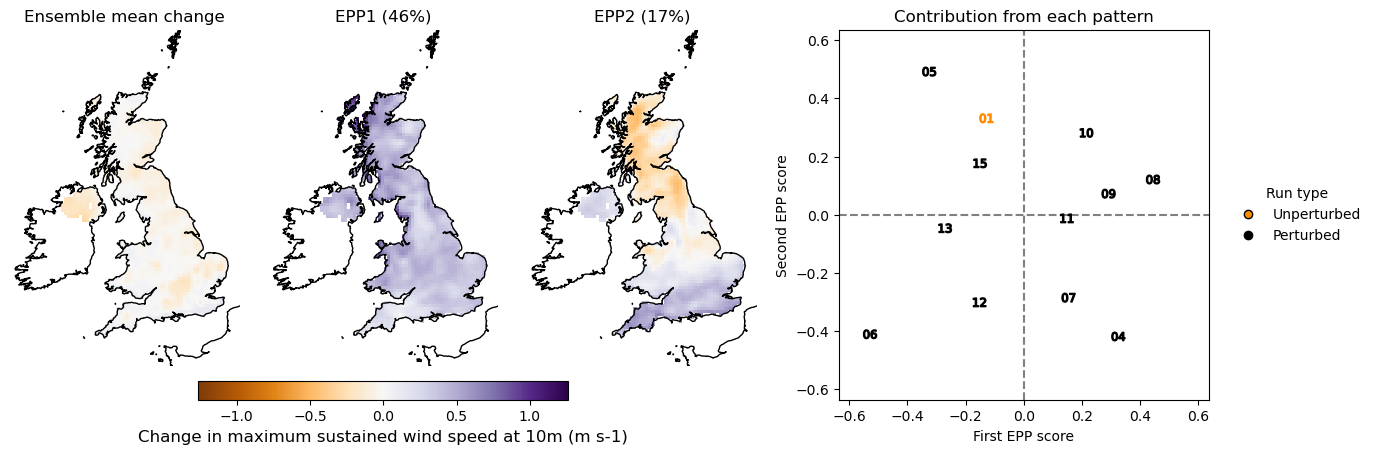 Ensemble mean change
EPP1 (46%)
EPP2 (17%)
Contribution from each pattern
−1.0 −0.5 0.0 0.5 1.0
Change in maximum sustained wind speed at 10m (m s-1)
Second EPP score
0.6
0.4
0.2
0.0
−0.2
−0.4
−0.6
05
01
10
15
08
09
11
13
12
07
06
04
−0.6 −0.4 −0.2 0.0 0.2 0.4 0.6
First EPP score
Run type
Unperturbed
Perturbed